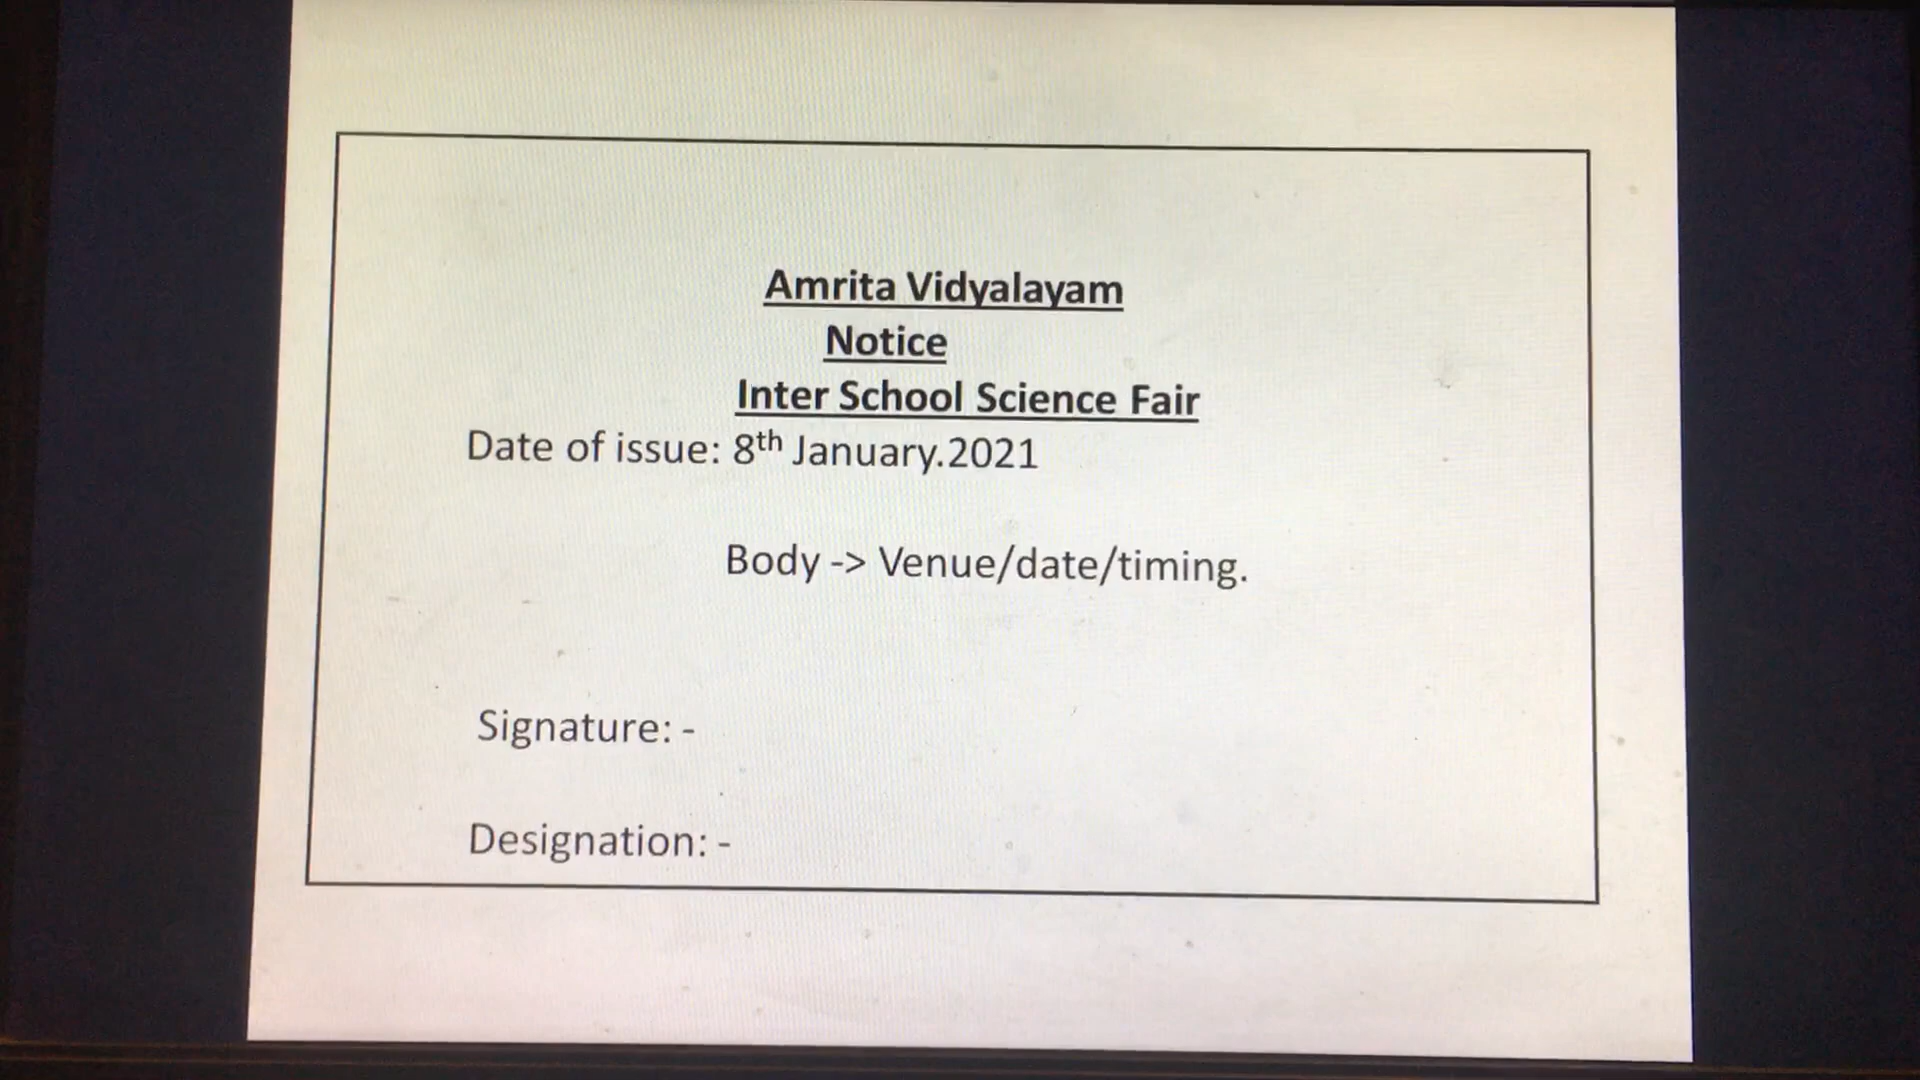 Amrita Vidyalayam
Notice
Inter School Science Fair
Date of issue: 8th January.2021
Body -> Venue/date/timing.
Signature: -
Designation: -